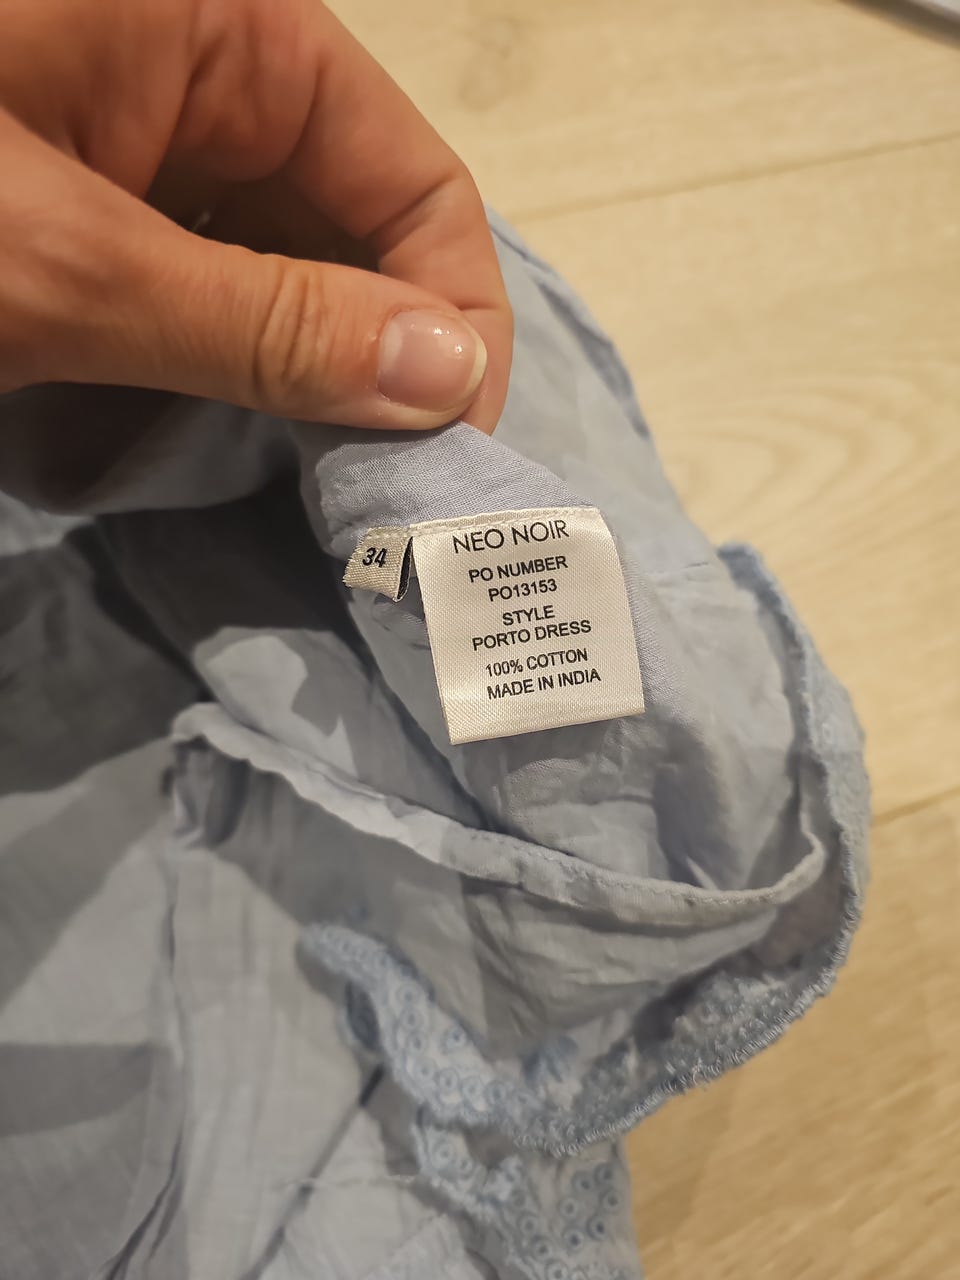 34
NEO NOIR
PO NUMBER
PO13153
STYLE
PORTO DRESS
100% COTTON
MADE IN INDIA